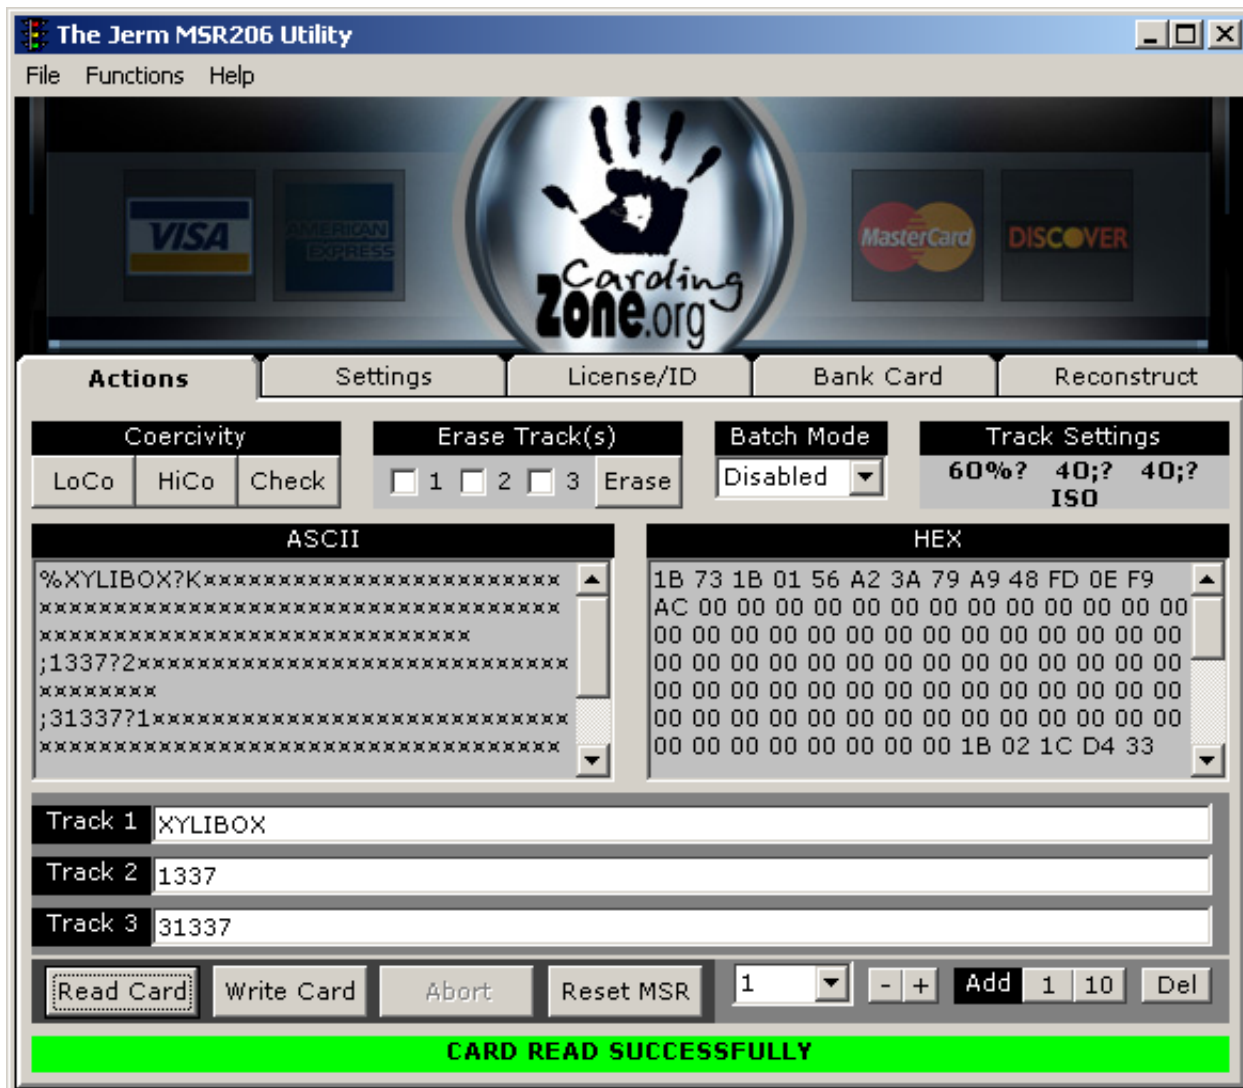 The Jerm MSR206 Utility
File Functions Help
VISA
AMERICAN
EXPRESS
Carding
Zone.org
MasterCard
DISCOVER
Actions Settings License/ID Bank Card Reconstruct
Coercivity Erase Track(s) Batch Mode Track Settings
LoCo HiCo Check 1 2 3 Erase Disabled 60%? 40;? 40;?
ISO
ASCII HEX
%XYLIBOX?K×××××××××××××××××××××××× 1B 73 1B 01 56 A2 3A 79 A9 48 FD 0E F9
××××××××××××××××××××××××××××××××××× AC 00 00 00 00 00 00 00 00 00 00 00 00 00
××××××××××××××××××××××××××××× 00 00 00 00 00 00 00 00 00 00 00 00 00 00
;1337?2××××××××××××××××××××××××××××× 00 00 00 00 00 00 00 00 00 00 00 00 00 00
×××××××× 00 00 00 00 00 00 00 00 00 00 00 00 00 00
;31337?1×××××××××××××××××××××××××××× 00 00 00 00 00 00 00 00 00 00 00 00 00 00
××××××××××××××××××××××××××××××××××× 00 00 00 00 00 00 00 00 1B 02 1C D4 33
Track 1 XYLIBOX
Track 2 1337
Track 3 31337
Read Card Write Card Abort Reset MSR 1 - + Add 1 10 Del
CARD READ SUCCESSFULLY